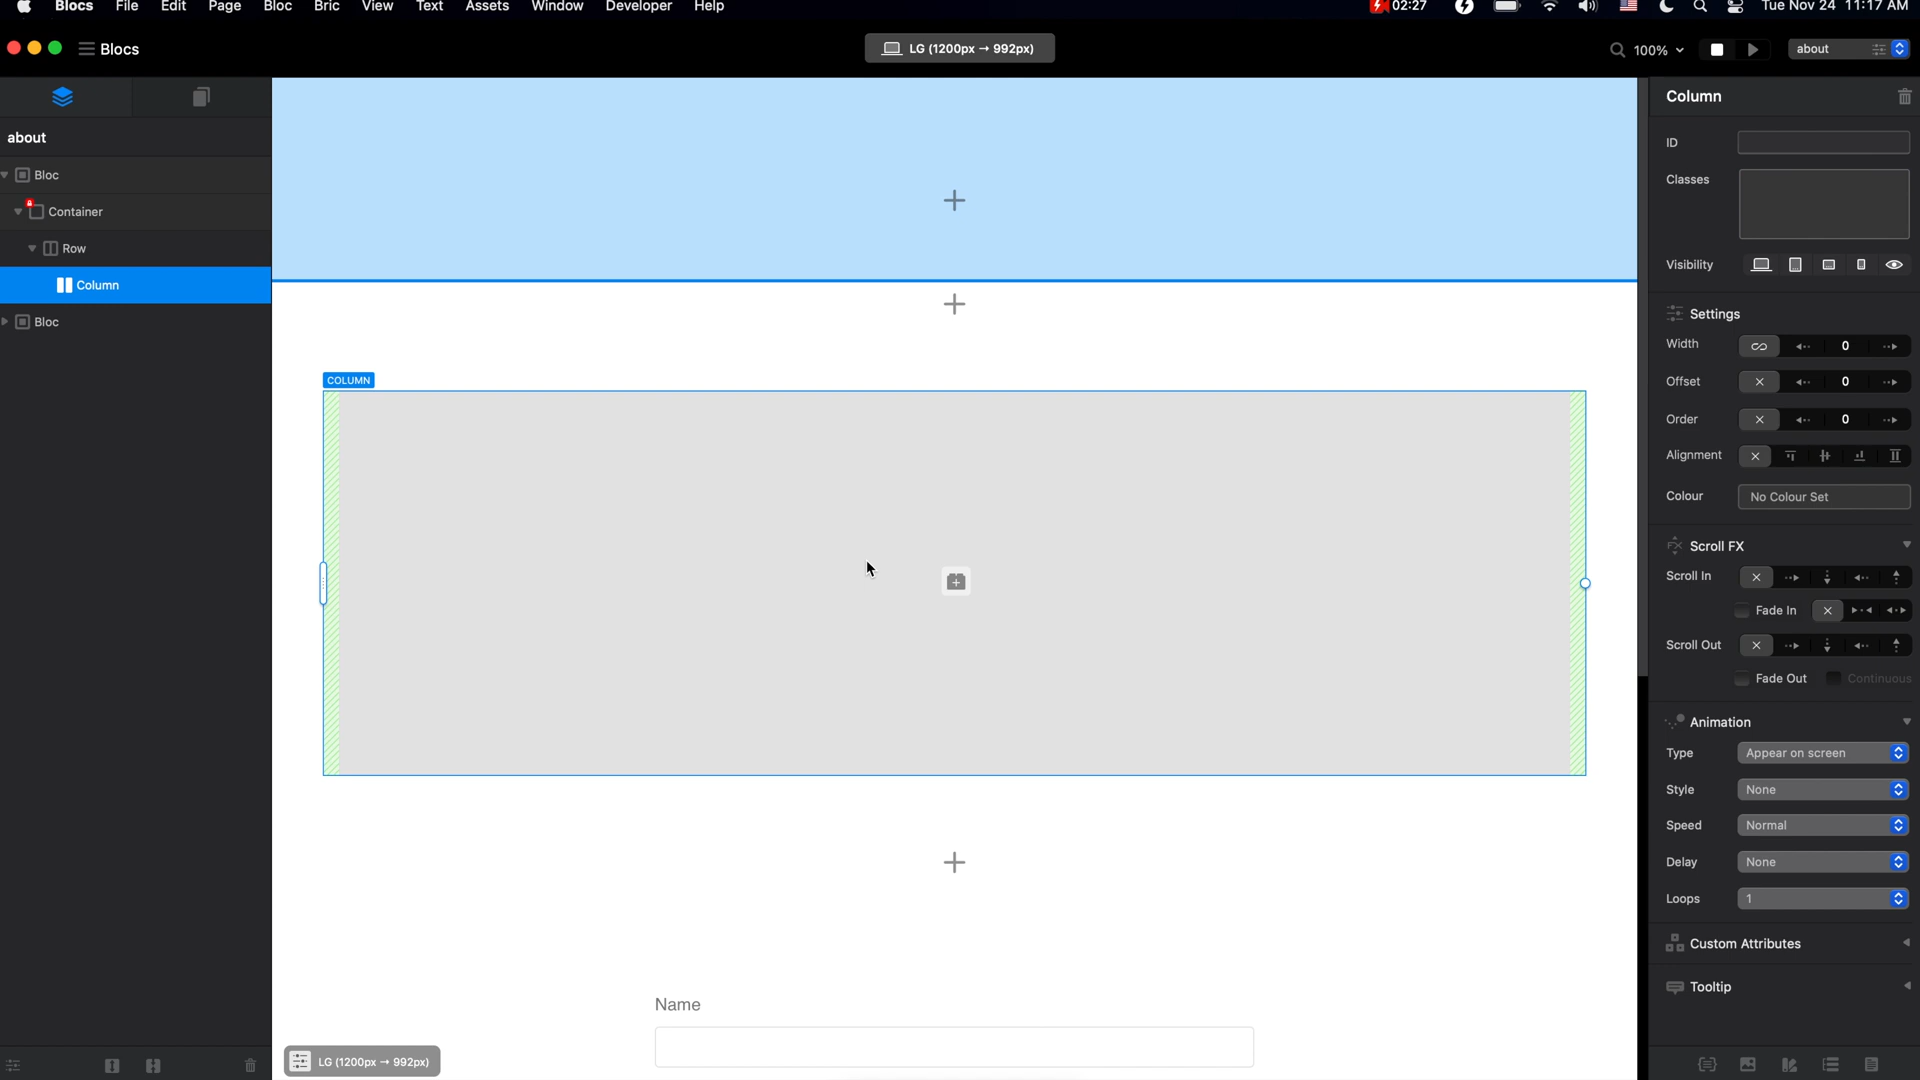 Blocs File Edit Page Bloc Bric View Text Assets Window Developer Help 02:27 Tue Nov 24 11:17 AM
Blocs LG (1200px → 992px) 100% about
about
Bloc
Container
Row
Column
Bloc
COLUMN
Name
LG (1200px → 992px)
Column
ID
Classes
Visibility
Settings
Width 0
Offset 0
Order 0
Alignment
Colour No Colour Set
Scroll FX
Scroll In
Fade In
Scroll Out
Fade Out Continuous
Animation
Type Appear on screen
Style None
Speed Normal
Delay None
Loops 1
Custom Attributes
Tooltip